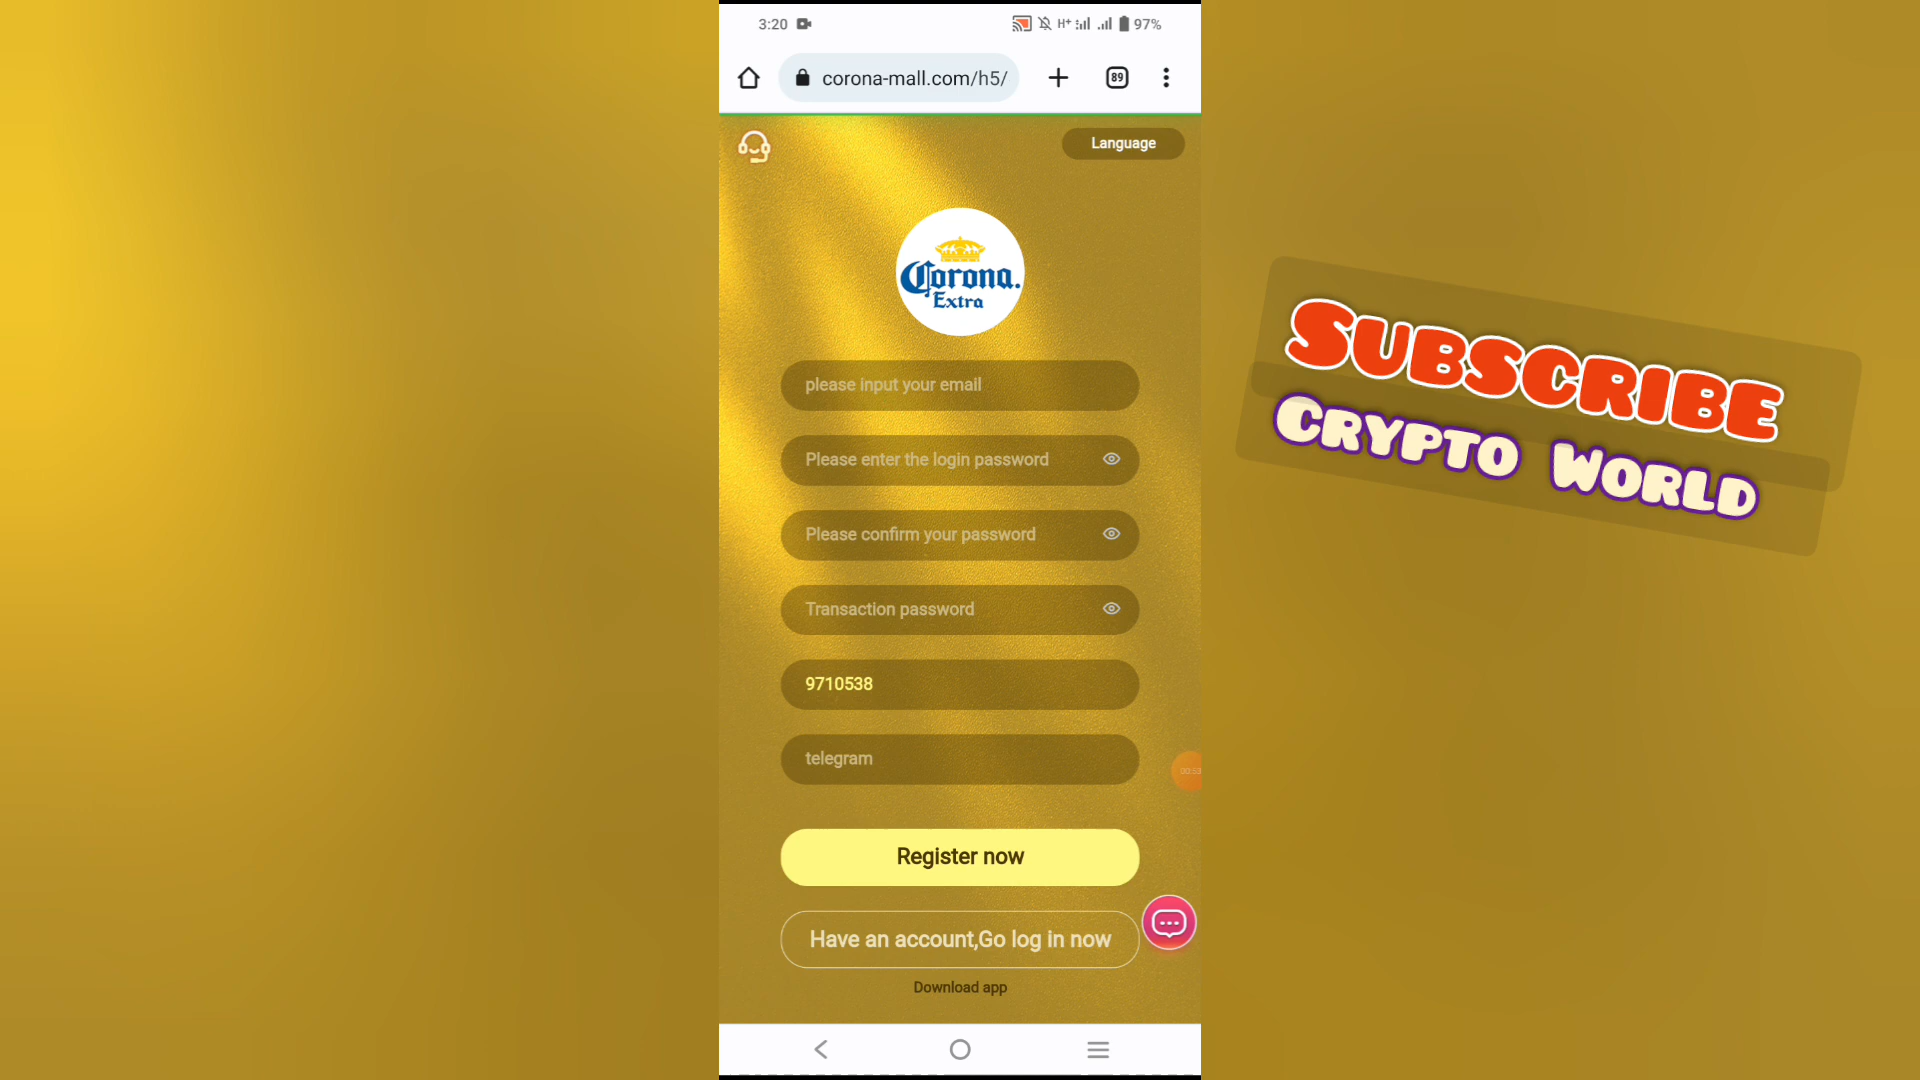 3:20
H+
97%
corona-mall.com/h5/
89
Language
Corona.
Extra
please input your email
Please enter the login password
Please confirm your password
Transaction password
9710538
telegram
00:53
Register now
Have an account,Go log in now
Download app
SUBSCRIBE
CRYPTO WORLD